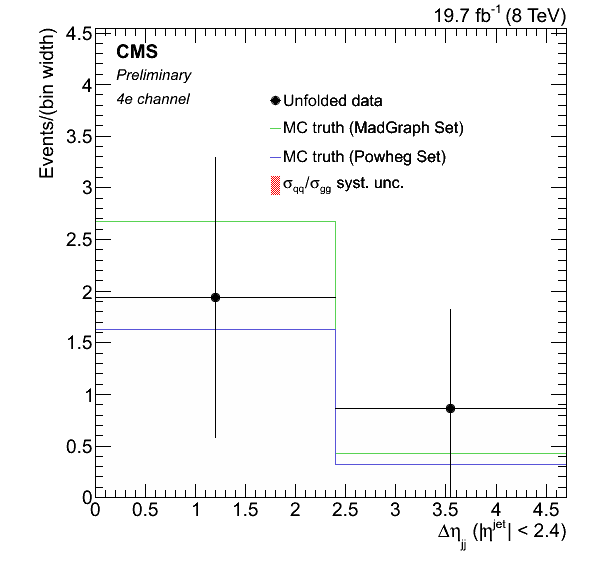 19.7 fb⁻¹ (8 TeV)
CMS
Preliminary
4e channel
Unfolded data
MC truth (MadGraph Set)
MC truth (Powheg Set)
σqq/σgg syst. unc.
Events/(bin width)
4.5
4
3.5
3
2.5
2
1.5
1
0.5
0
0 0.5 1 1.5 2 2.5 3 3.5 4 4.5
Δηjj (|η^jet| < 2.4)